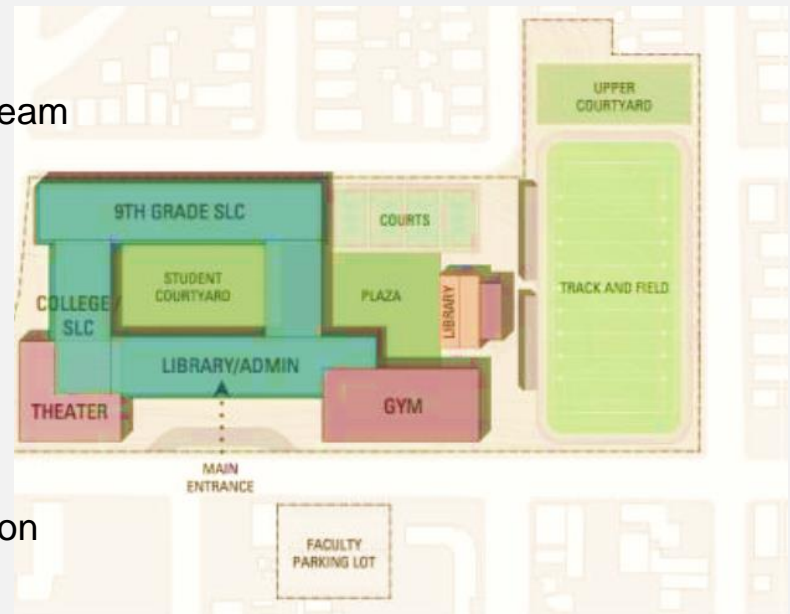 UPPER
COURTYARD
eam
9TH GRADE SLC
COURTS
STUDENT
COURTYARD
PLAZA
LIBRARY
TRACK AND FIELD
COLLEGE /
SLC
LIBRARY/ADMIN
THEATER
GYM
MAIN
ENTRANCE
on
FACULTY
PARKING LOT